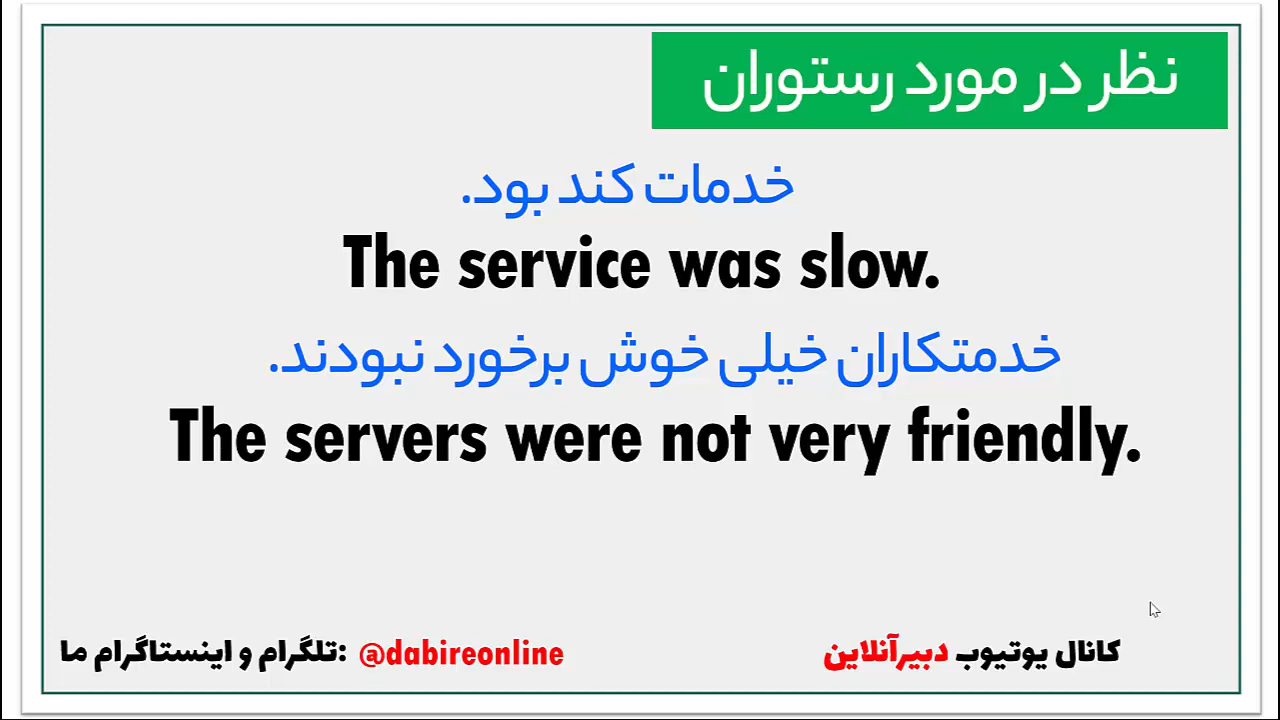 نظر در مورد رستوران
خدمات کند بود.
The service was slow.
خدمتکاران خیلی خوش برخورد نبودند.
The servers were not very friendly.
کانال یوتیوب دبیرآنلاین
تلگرام و اینستاگرام ما: @dabireonline